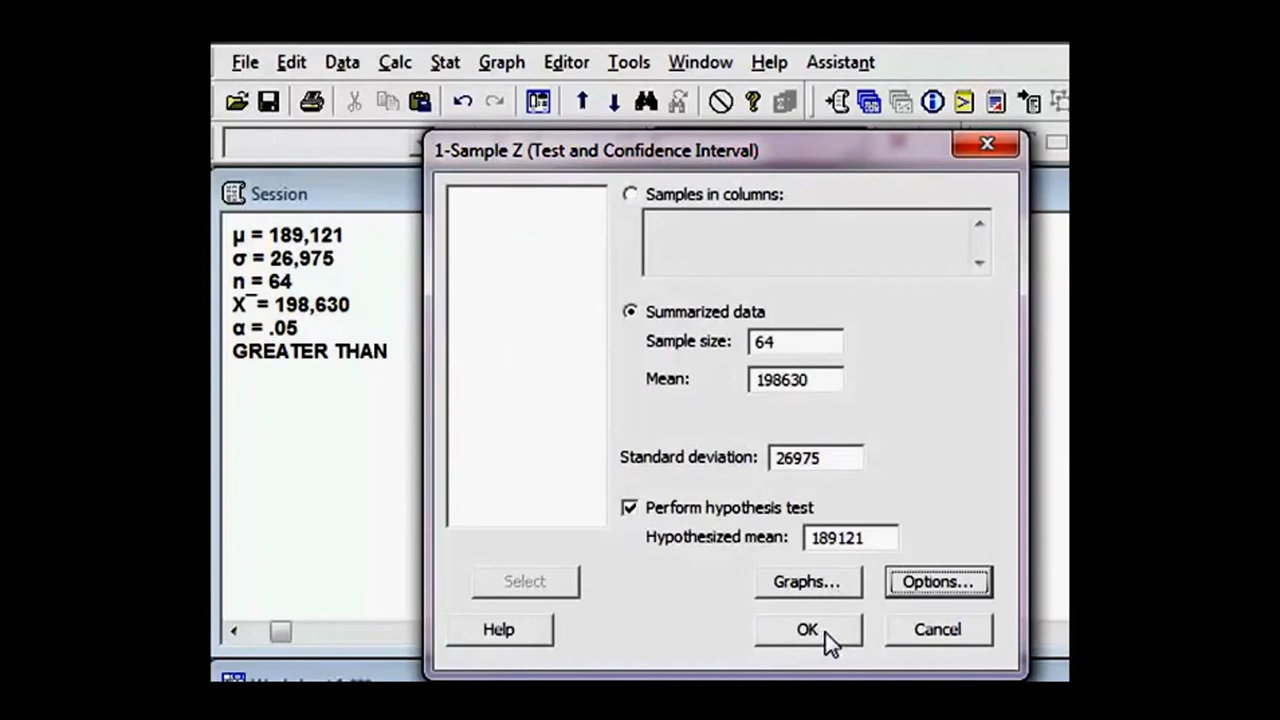 File Edit Data Calc Stat Graph Editor Tools Window Help Assistant
1-Sample Z (Test and Confidence Interval)
Session
μ = 189,121
σ = 26,975
n = 64
X¯= 198,630
α = .05
GREATER THAN
Samples in columns:
Summarized data
Sample size: 64
Mean: 198630
Standard deviation: 26975
Perform hypothesis test
Hypothesized mean: 189121
Select Graphs... Options...
Help OK Cancel